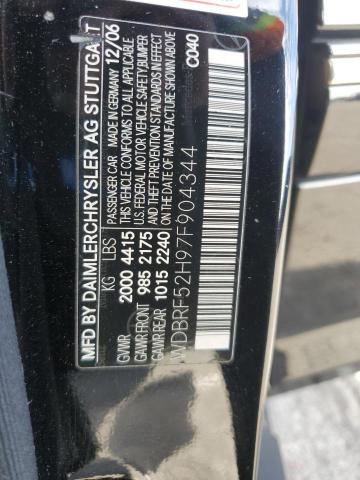 MFD BY DAIMLERCHRYSLER AG STUTTGART
PASSENGER CAR MADE IN GERMANY 12/06
KG LBS
GVWR 2000 4415
GAWR FRONT 985 2175
GAWR REAR 1015 2240
THIS VEHICLE CONFORMS TO ALL APPLICABLE
U.S. FEDERAL MOTOR VEHICLE SAFETY, BUMPER
AND THEFT PREVENTION STANDARDS IN EFFECT
ON THE DATE OF MANUFACTURE SHOWN ABOVE
WDBRF52H97F904344
C040